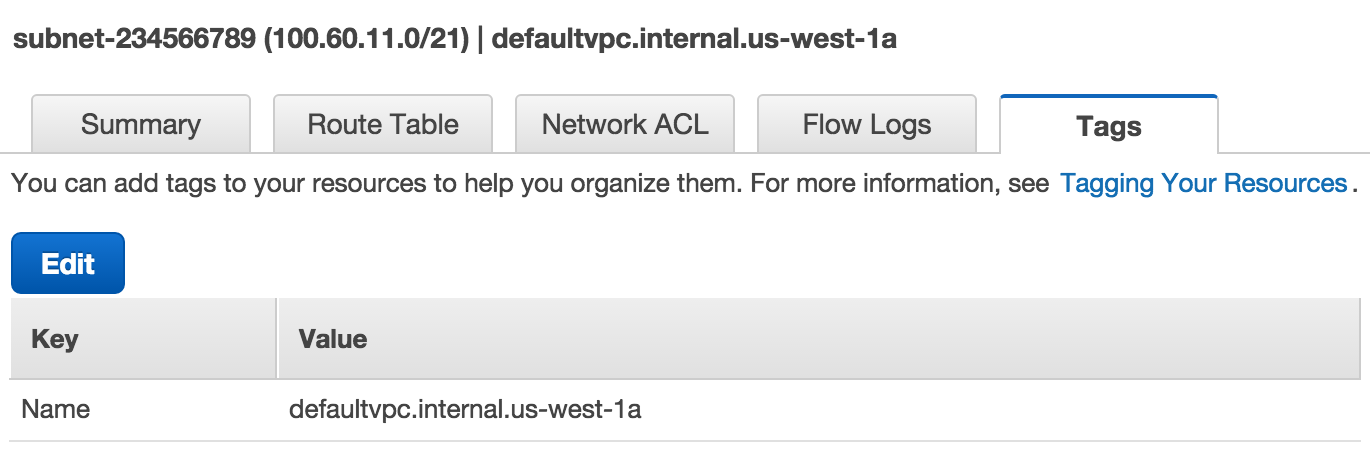 subnet-234566789 (100.60.11.0/21) | defaultvpc.internal.us-west-1a
Summary Route Table Network ACL Flow Logs Tags
You can add tags to your resources to help you organize them. For more information, see Tagging Your Resources.
Edit
Key Value
Name defaultvpc.internal.us-west-1a